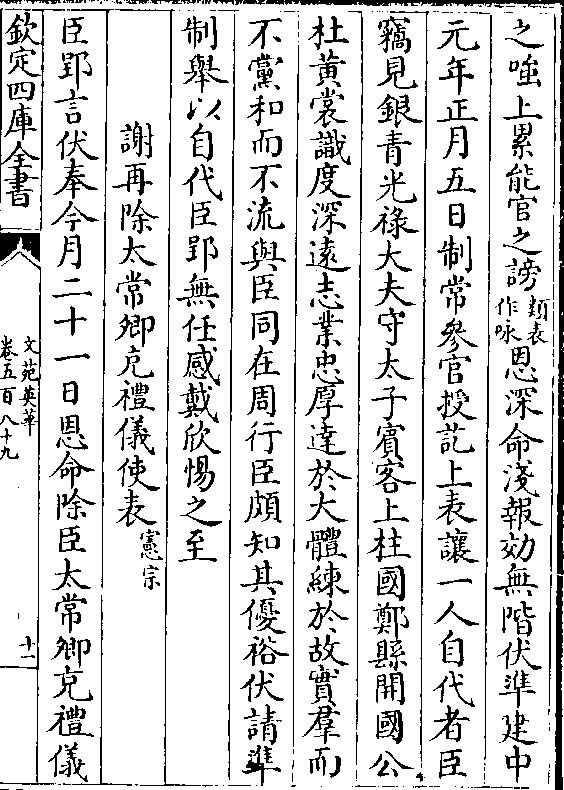 之嗤上累能官之謗類表作咏恩深命淺報効無階伏準建中
元年正月五日制常參官授訖上表讓一人自代者臣
竊見銀青光祿大夫守太子賓客上柱國鄭縣開國公
杜黃裳識度深遠志業忠厚達於大體練於故實羣而
不黨和而不流與臣同在周行臣頗知其優裕伏請準
制舉以自代臣郢無任感戴欣惕之至
謝再除太常卿充禮儀使表憲宗
臣郢言伏奉今月二十一日恩命除臣太常卿充禮儀
欽定四庫全書
文苑英華
卷五百八十九
十一